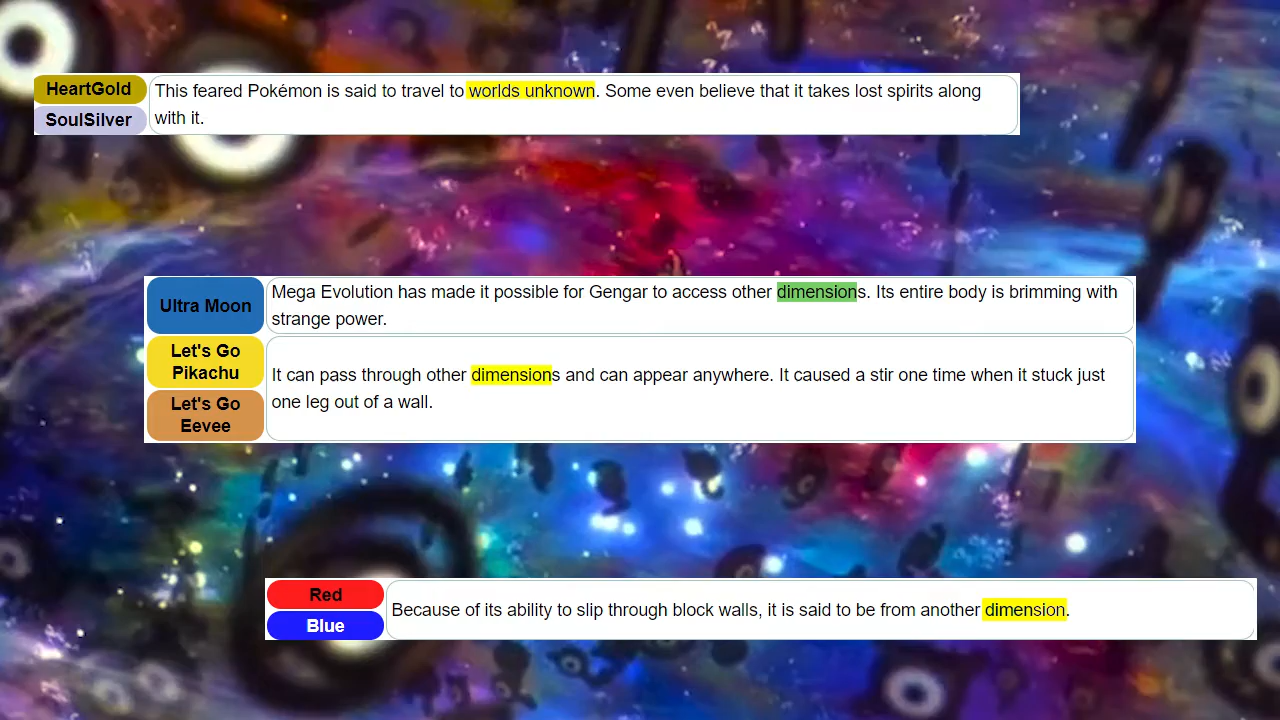 HeartGold
SoulSilver
This feared Pokémon is said to travel to worlds unknown. Some even believe that it takes lost spirits along
with it.
Ultra Moon
Mega Evolution has made it possible for Gengar to access other dimensions. Its entire body is brimming with
strange power.
Let's Go
Pikachu
Let's Go
Eevee
It can pass through other dimensions and can appear anywhere. It caused a stir one time when it stuck just
one leg out of a wall.
Red
Blue
Because of its ability to slip through block walls, it is said to be from another dimension.